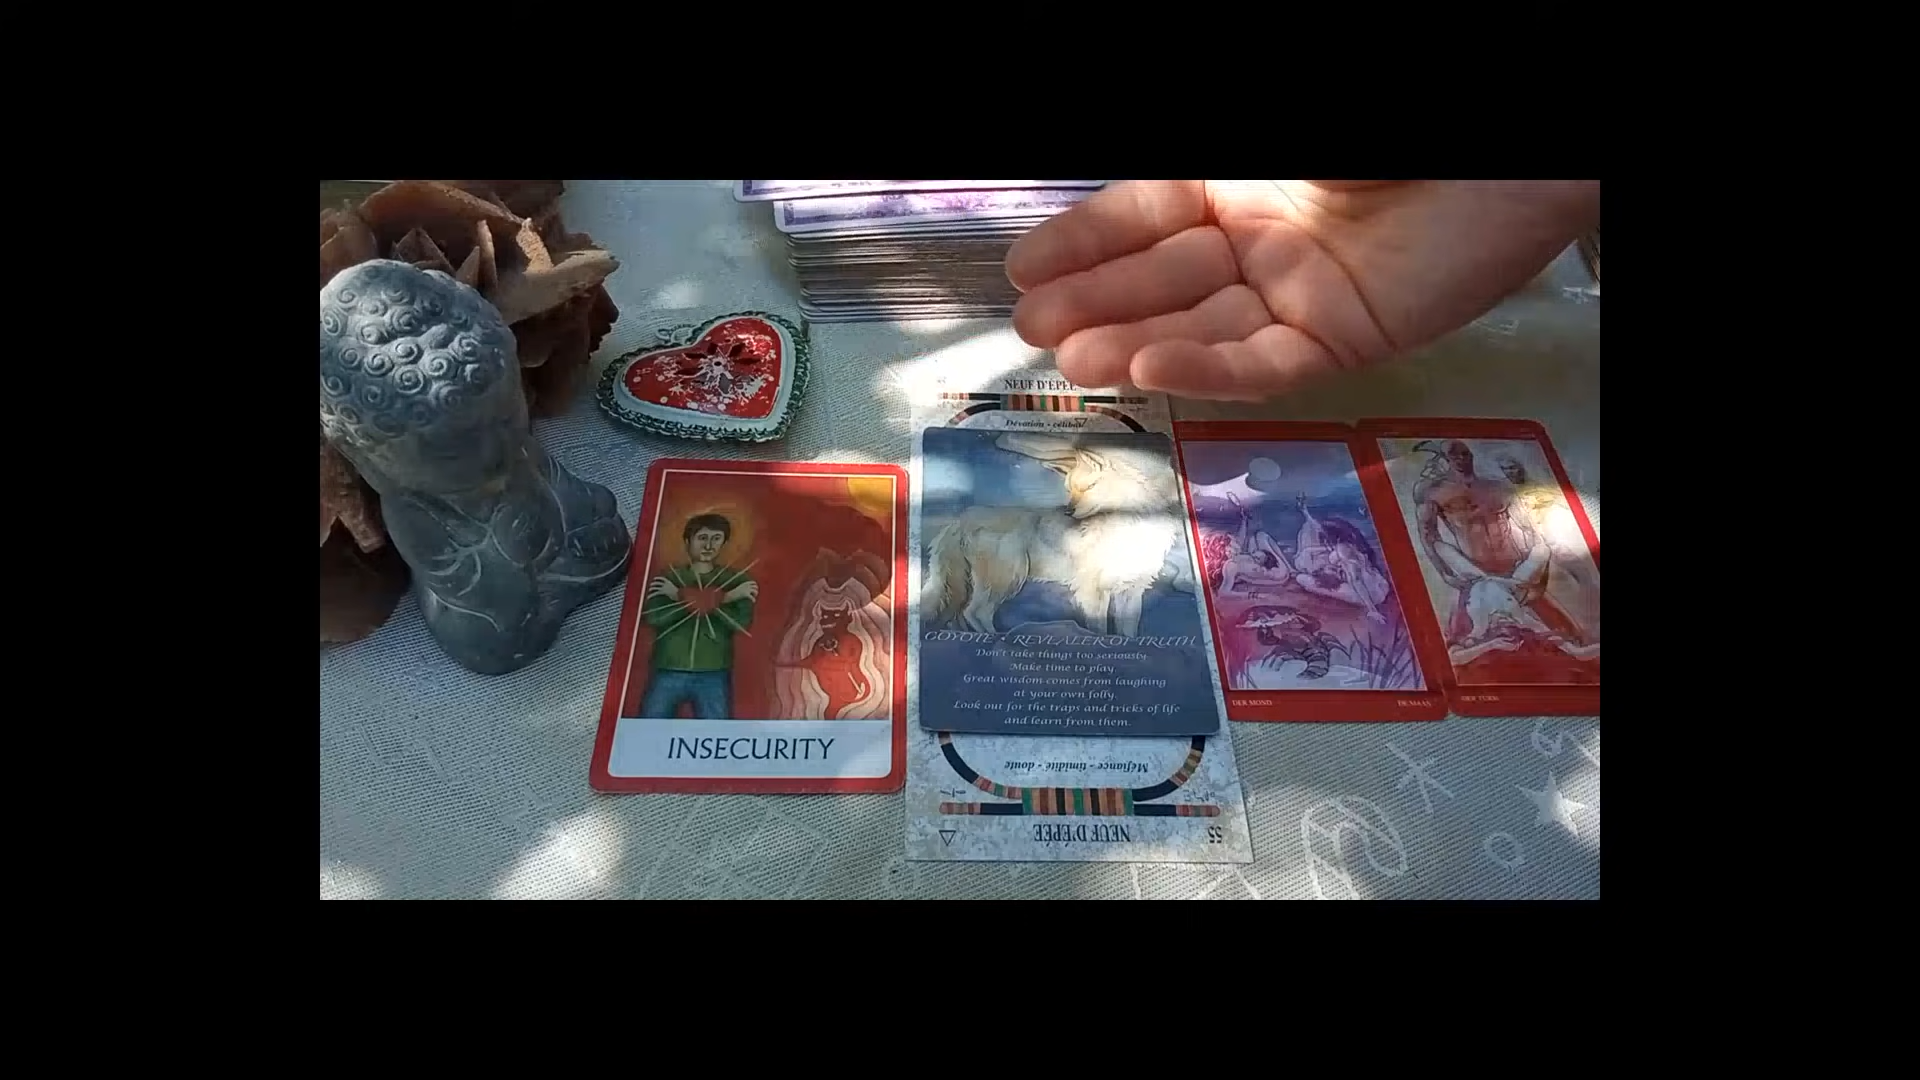 NEUF D'ÉPÉE
Dévotion - célibat
INSECURITY
COYOTE • REVEALER OF TRUTH
Don't take things too seriously.
Make time to play.
Great wisdom comes from laughing
at your own folly.
Look out for the traps and tricks of life
and learn from them.
Méfiance - timidité - doute
NEUF D'ÉPÉE
55
DER MOND
DE MAAN
DER TURM